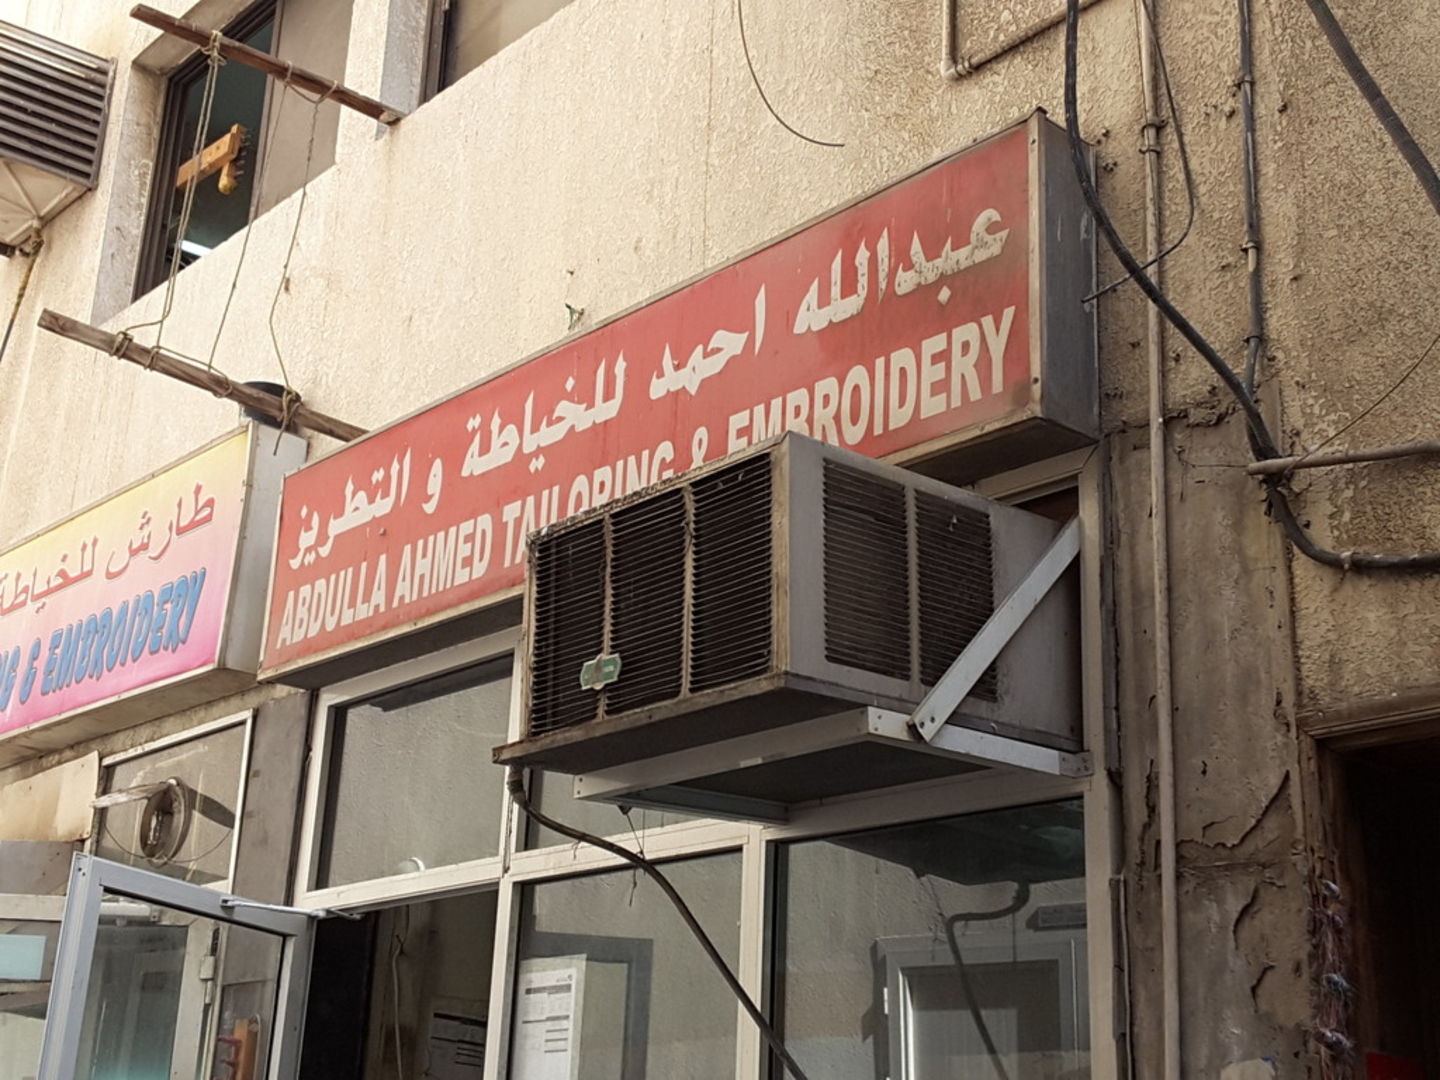 عبدالله احمد للخياطة و التطريز
ABDULLA AHMED TAILORING & EMBROIDERY
طارش للخياطة
& EMBROIDERY